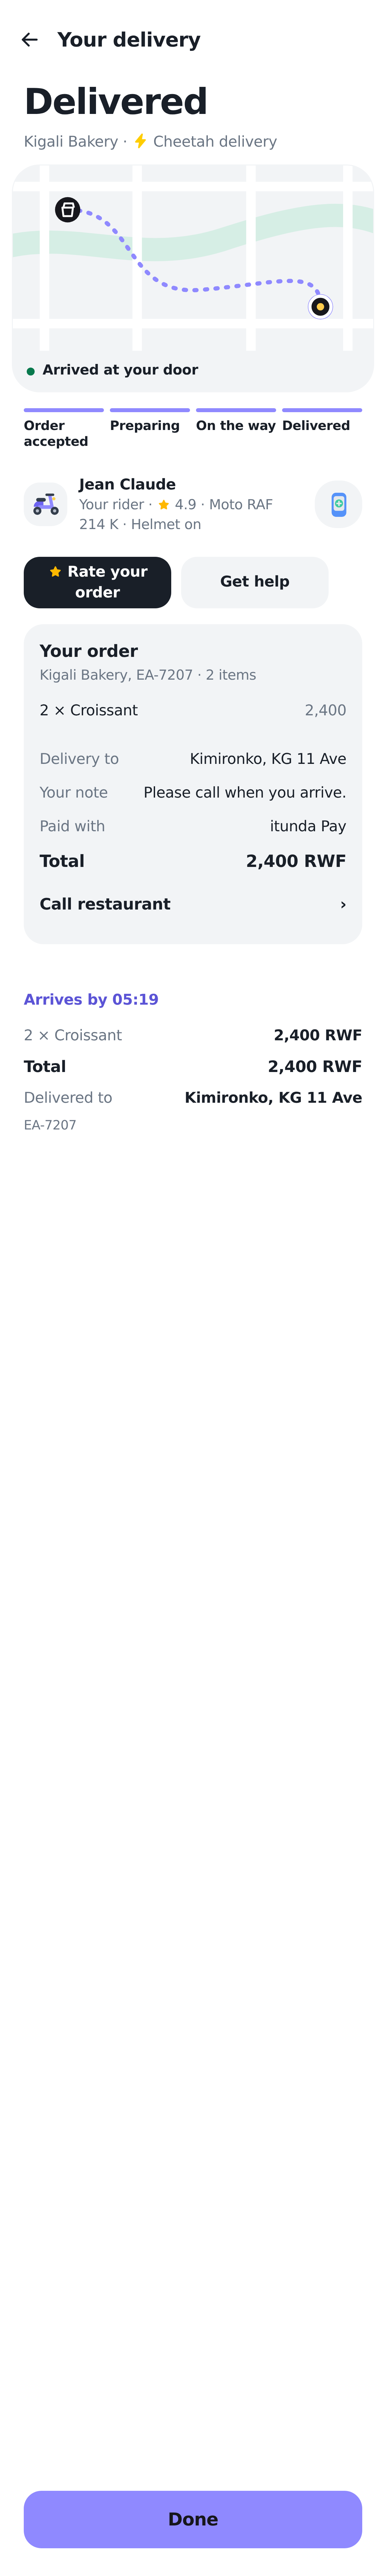 Your delivery
Delivered
Kigali Bakery · Cheetah delivery
Arrived at your door
Order accepted
Preparing
On the way
Delivered
Jean Claude
Your rider · 4.9 · Moto RAF
214 K · Helmet on
Rate your
order
Get help
Your order
Kigali Bakery, EA-7207 · 2 items
2 × Croissant 2,400
Delivery to Kimironko, KG 11 Ave
Your note Please call when you arrive.
Paid with itunda Pay
Total 2,400 RWF
Call restaurant ›
Arrives by 05:19
2 × Croissant 2,400 RWF
Total 2,400 RWF
Delivered to Kimironko, KG 11 Ave
EA-7207
Done